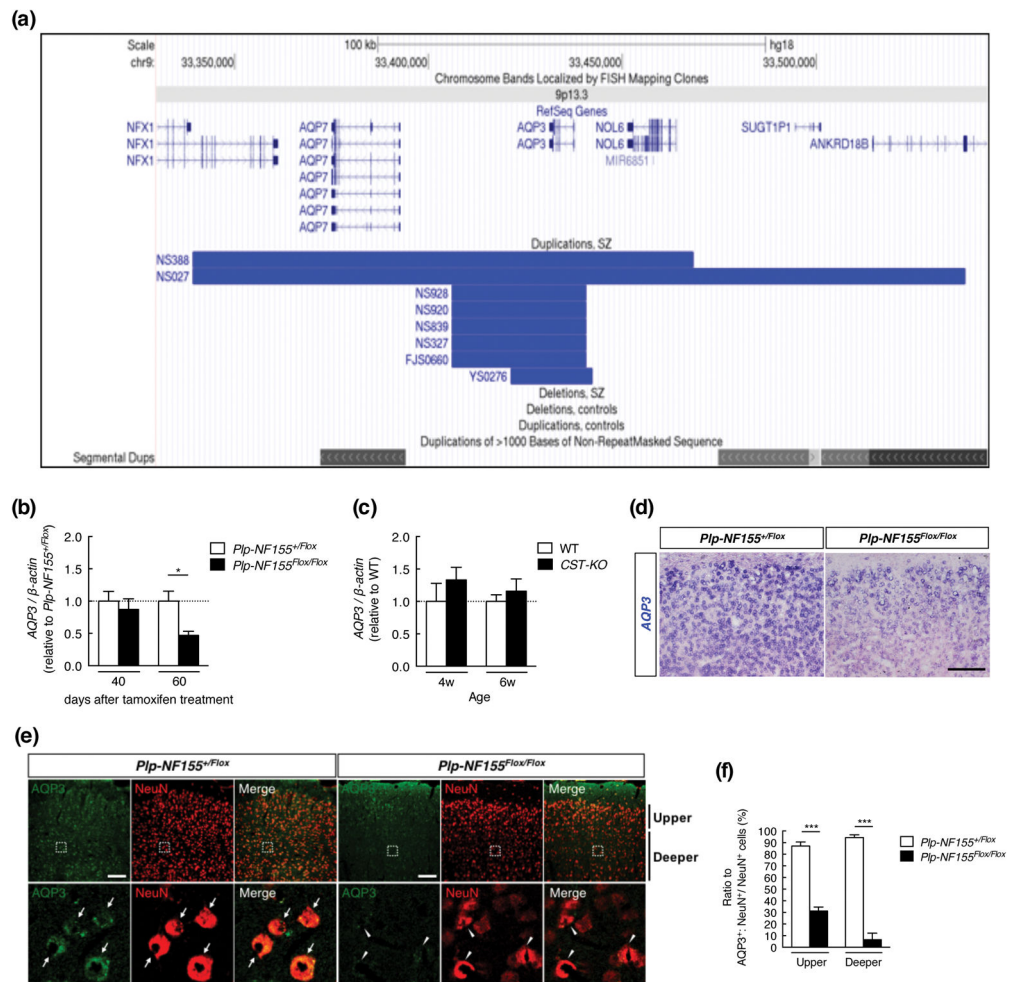 (a)
Scale 100 kb hg18
chr9: 33,350,000 33,400,000 33,450,000 33,500,000
Chromosome Bands Localized by FISH Mapping Clones
9p13.3
RefSeq Genes
NFX1 AQP7 AQP3 NOL6 SUGT1P1
NFX1 AQP7 AQP3 NOL6 ANKRD18B
NFX1 AQP7 MIR6851
AQP7
AQP7
AQP7
AQP7
Duplications, SZ
NS388
NS027
NS928
NS920
NS839
NS327
FJS0660
YS0276
Deletions, SZ
Deletions, controls
Duplications, controls
Duplications of >1000 Bases of Non-RepeatMasked Sequence
Segmental Dups
(b)
AQP3 / β-actin
(relative to Plp-NF155+/Flox)
2.0
1.5
1.0
0.5
0.0
Plp-NF155+/Flox
Plp-NF155Flox/Flox
*
40 60
days after tamoxifen treatment
(c)
AQP3 / β-actin
(relative to WT)
2.0
1.5
1.0
0.5
0.0
WT
CST-KO
4w 6w
Age
(d)
Plp-NF155+/Flox Plp-NF155Flox/Flox
AQP3
(e)
Plp-NF155+/Flox Plp-NF155Flox/Flox
AQP3 NeuN Merge AQP3 NeuN Merge
Upper
Deeper
AQP3 NeuN Merge AQP3 NeuN Merge
(f)
Ratio to
AQP3+: NeuN+/ NeuN+ cells (%)
100
90
80
70
60
50
40
30
20
10
0
*** ***
Plp-NF155+/Flox
Plp-NF155Flox/Flox
Upper Deeper